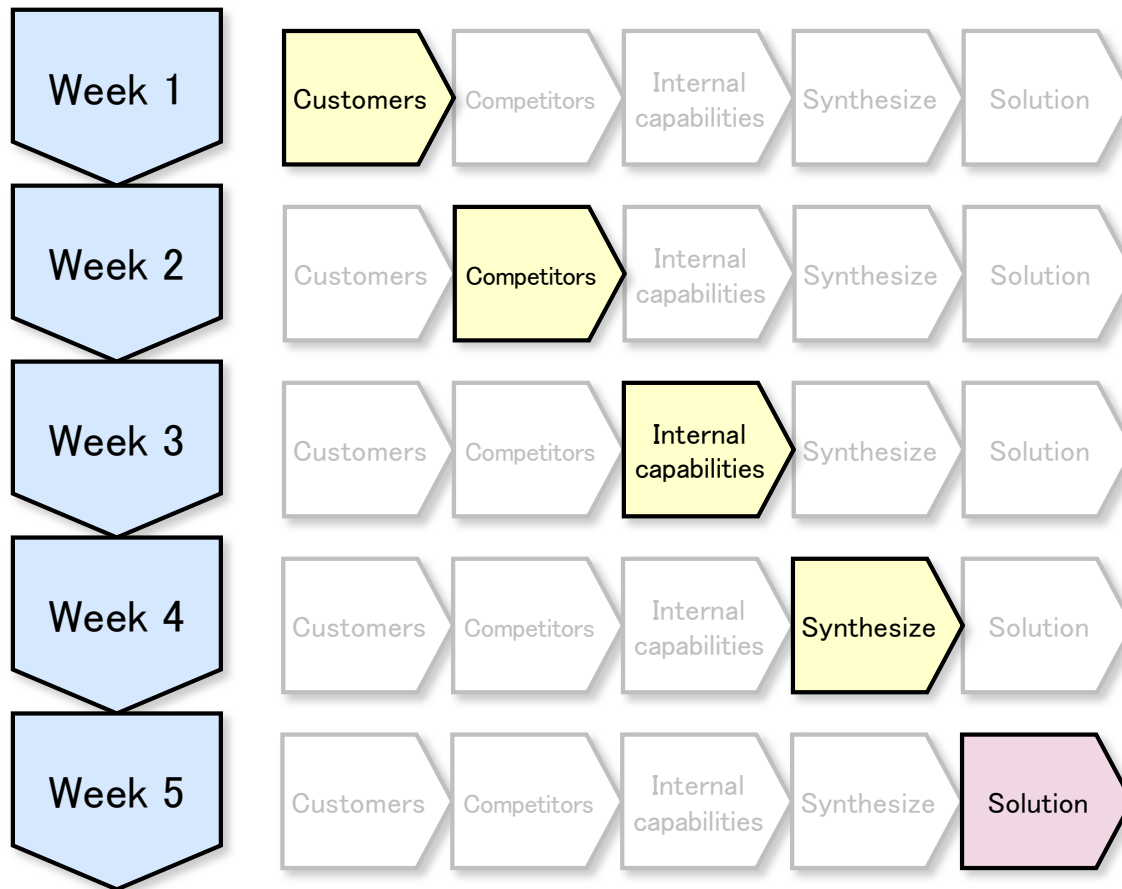 Week 1
Customers
Competitors
Internal
capabilities
Synthesize
Solution
Week 2
Customers
Competitors
Internal
capabilities
Synthesize
Solution
Week 3
Customers
Competitors
Internal
capabilities
Synthesize
Solution
Week 4
Customers
Competitors
Internal
capabilities
Synthesize
Solution
Week 5
Customers
Competitors
Internal
capabilities
Synthesize
Solution